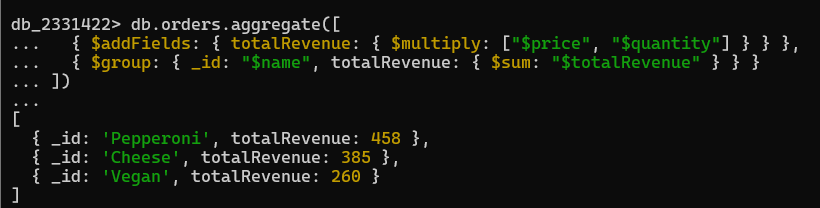 db_2331422> db.orders.aggregate([
...   { $addFields: { totalRevenue: { $multiply: ["$price", "$quantity"] } } },
...   { $group: { _id: "$name", totalRevenue: { $sum: "$totalRevenue" } } }
... ])
...
[
  { _id: 'Pepperoni', totalRevenue: 458 },
  { _id: 'Cheese', totalRevenue: 385 },
  { _id: 'Vegan', totalRevenue: 260 }
]